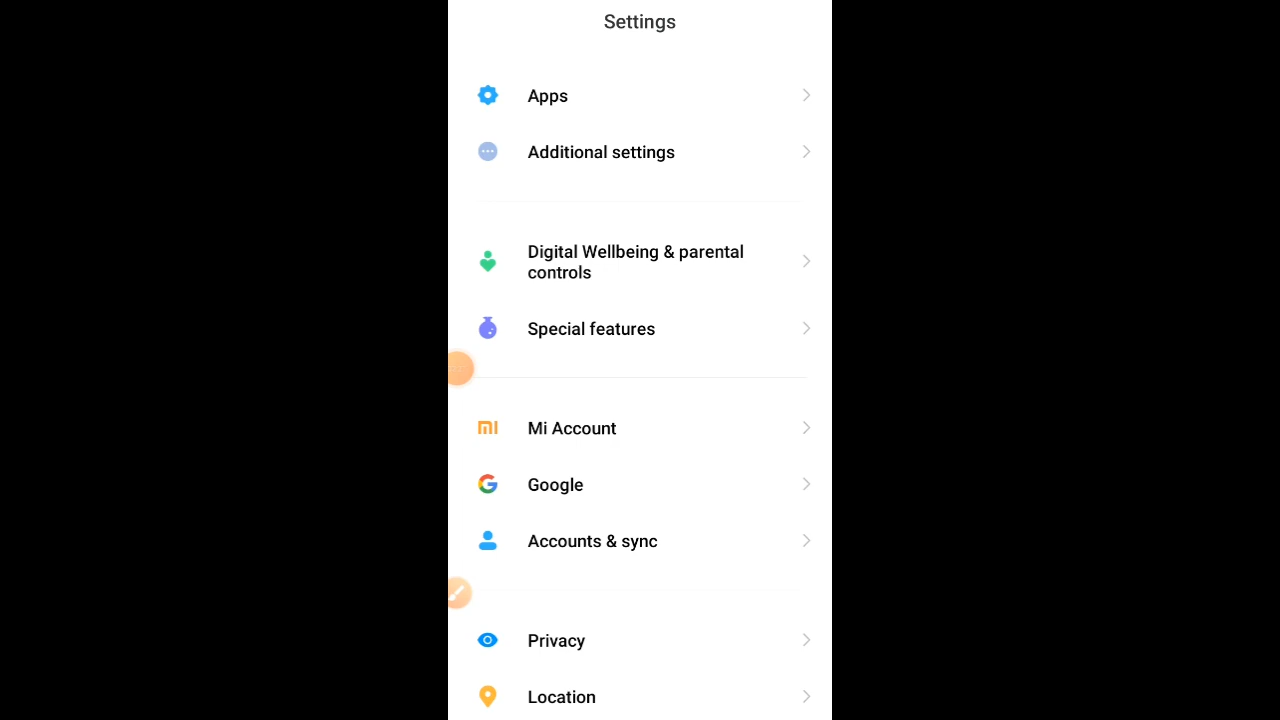 Settings
Apps
Additional settings
Digital Wellbeing & parental
controls
Special features
Mi Account
Google
Accounts & sync
Privacy
Location